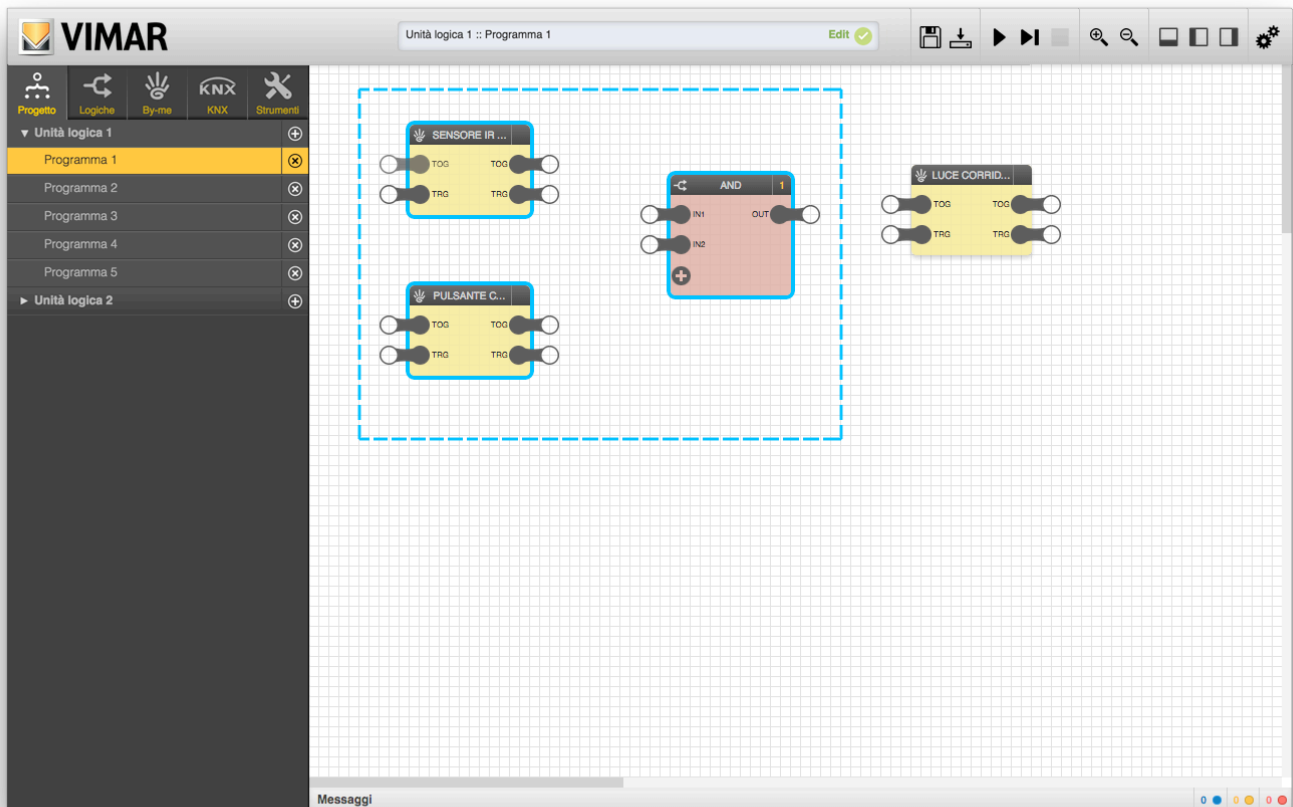 VIMAR
Unità logica 1 :: Programma 1
Edit
Progetto
Logiche
By-me
KNX
KNX
Strumenti
Unità logica 1
Programma 1
Programma 2
Programma 3
Programma 4
Programma 5
Unità logica 2
SENSORE IR ...
TOG TOG
TRG TRG
PULSANTE C...
TOG TOG
TRG TRG
AND 1
IN1 OUT
IN2
LUCE CORRID...
TOG TOG
TRG TRG
Messaggi
0 0 0